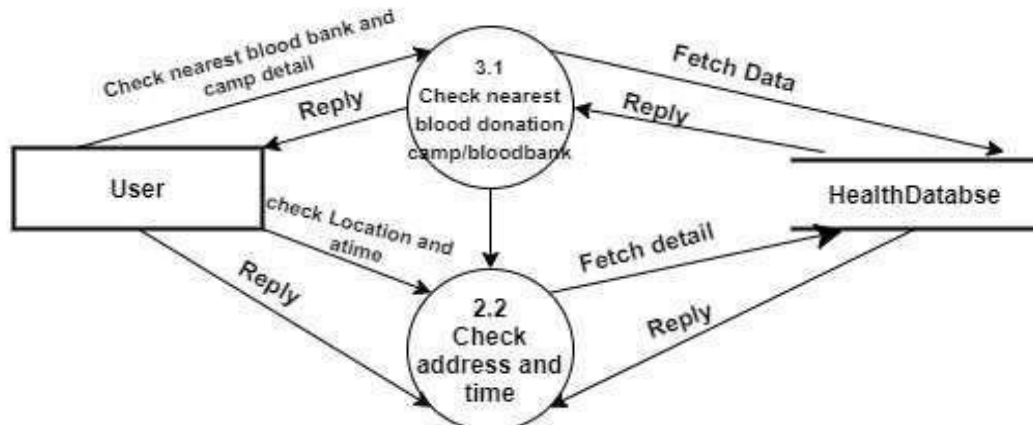 Check nearest blood bank and
camp detail
Reply
3.1
Check nearest
blood donation
camp/bloodbank
Fetch Data
Reply
User
HealthDatabse
check Location and
atime
Reply
2.2
Check
address and
time
Fetch detail
Reply